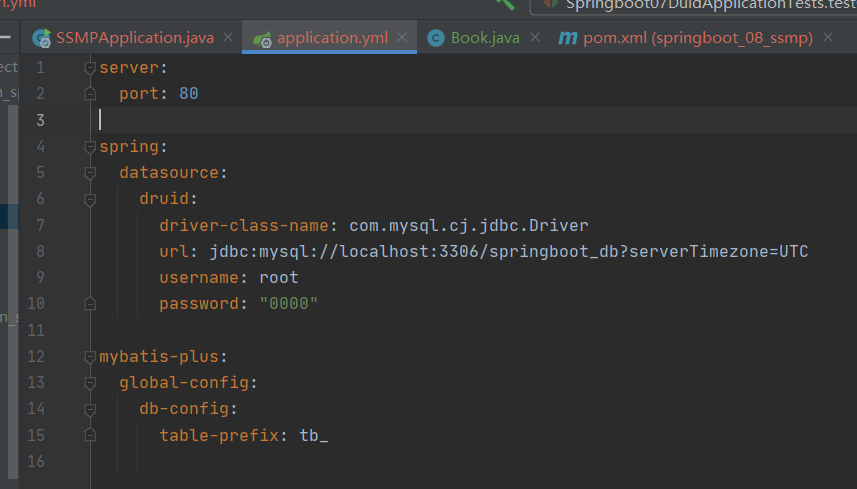 n.yml
Springboot07DuidApplicationTests.test
SSMPApplication.java application.yml Book.java m pom.xml (springboot_08_ssmp)
1 server:
2 port: 80
3
4 spring:
5 datasource:
6 druid:
7 driver-class-name: com.mysql.cj.jdbc.Driver
8 url: jdbc:mysql://localhost:3306/springboot_db?serverTimezone=UTC
9 username: root
10 password: "0000"
11
12 mybatis-plus:
13 global-config:
14 db-config:
15 table-prefix: tb_
16